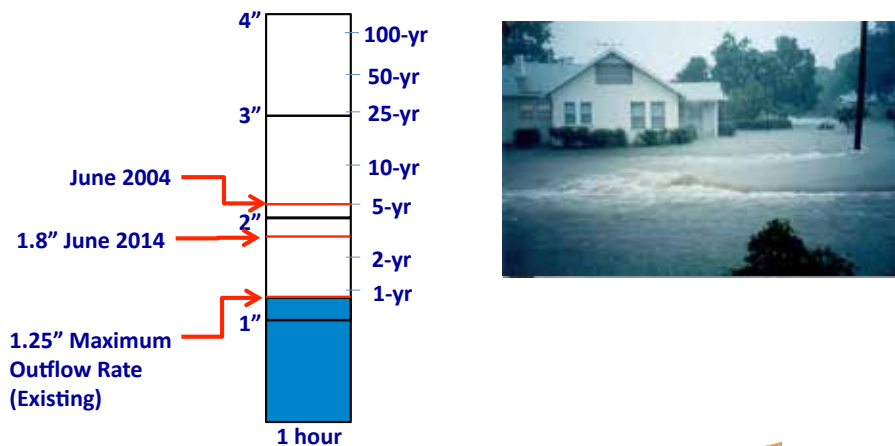 4”
100-yr
50-yr
3”
25-yr
10-yr
June 2004
5-yr
2”
1.8” June 2014
2-yr
1-yr
1”
1.25” Maximum
Outflow Rate
(Existing)
1 hour